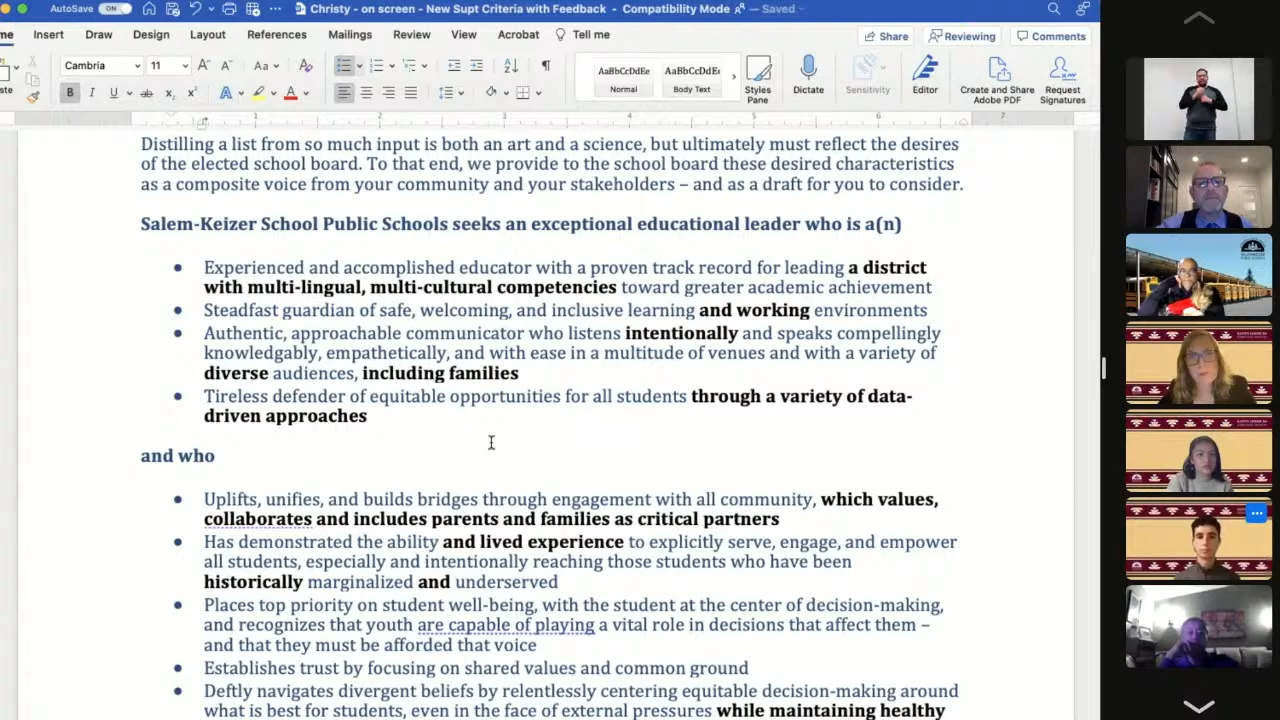 AutoSave ON
Christy - on screen - New Supt Criteria with Feedback - Compatibility Mode — Saved
me Insert Draw Design Layout References Mailings Review View Acrobat Tell me
Share Reviewing Comments
Cambria 11
ste
AaBbCcDdEe AaBbCcDdEe
Normal Body Text
Styles Pane
Dictate
Sensitivity
Editor
Create and Share Adobe PDF
Request Signatures
1 2 3 4 5 6 7
Distilling a list from so much input is both an art and a science, but ultimately must reflect the desires
of the elected school board. To that end, we provide to the school board these desired characteristics
as a composite voice from your community and your stakeholders – and as a draft for you to consider.
Salem-Keizer School Public Schools seeks an exceptional educational leader who is a(n)
• Experienced and accomplished educator with a proven track record for leading a district
with multi-lingual, multi-cultural competencies toward greater academic achievement
• Steadfast guardian of safe, welcoming, and inclusive learning and working environments
• Authentic, approachable communicator who listens intentionally and speaks compellingly
knowledgably, empathetically, and with ease in a multitude of venues and with a variety of
diverse audiences, including families
• Tireless defender of equitable opportunities for all students through a variety of data-
driven approaches
and who
• Uplifts, unifies, and builds bridges through engagement with all community, which values,
collaborates and includes parents and families as critical partners
• Has demonstrated the ability and lived experience to explicitly serve, engage, and empower
all students, especially and intentionally reaching those students who have been
historically marginalized and underserved
• Places top priority on student well-being, with the student at the center of decision-making,
and recognizes that youth are capable of playing a vital role in decisions that affect them –
and that they must be afforded that voice
• Establishes trust by focusing on shared values and common ground
• Deftly navigates divergent beliefs by relentlessly centering equitable decision-making around
what is best for students, even in the face of external pressures while maintaining healthy